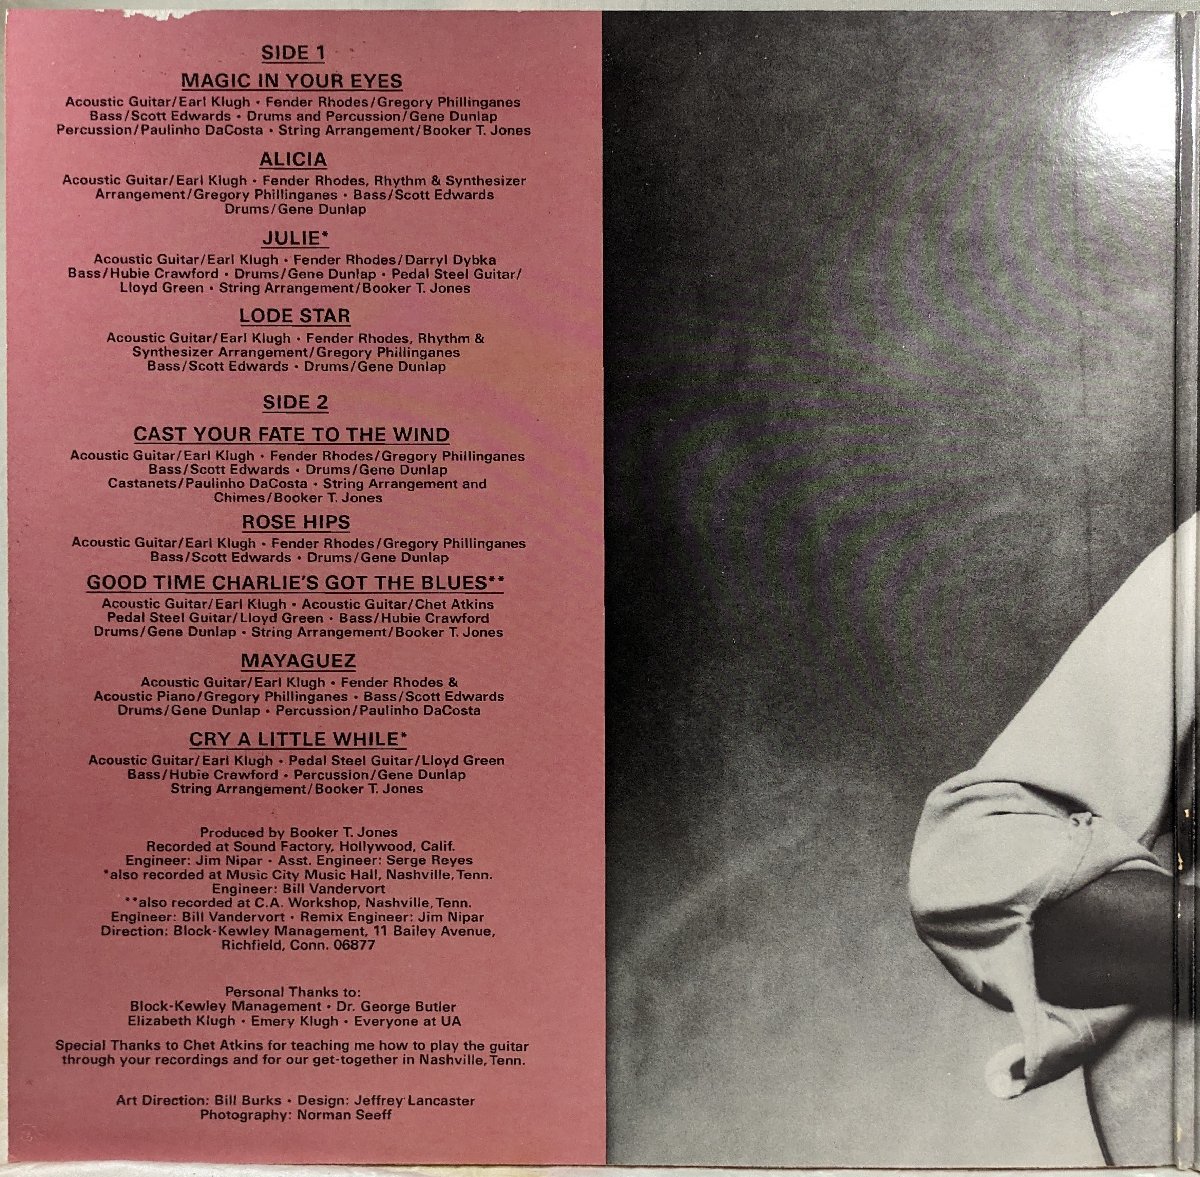 SIDE 1
MAGIC IN YOUR EYES
Acoustic Guitar/Earl Klugh • Fender Rhodes/Gregory Phillinganes
Bass/Scott Edwards • Drums and Percussion/Gene Dunlap
Percussion/Paulinho DaCosta • String Arrangement/Booker T. Jones
ALICIA
Acoustic Guitar/Earl Klugh • Fender Rhodes, Rhythm & Synthesizer
Arrangement/Gregory Phillinganes • Bass/Scott Edwards
Drums/Gene Dunlap
JULIE*
Acoustic Guitar/Earl Klugh • Fender Rhodes/Darryl Dybka
Bass/Hubie Crawford • Drums/Gene Dunlap • Pedal Steel Guitar/
Lloyd Green • String Arrangement/Booker T. Jones
LODE STAR
Acoustic Guitar/Earl Klugh • Fender Rhodes, Rhythm &
Synthesizer Arrangement/Gregory Phillinganes
Bass/Scott Edwards • Drums/Gene Dunlap
SIDE 2
CAST YOUR FATE TO THE WIND
Acoustic Guitar/Earl Klugh • Fender Rhodes/Gregory Phillinganes
Bass/Scott Edwards • Drums/Gene Dunlap
Castanets/Paulinho DaCosta • String Arrangement and
Chimes/Booker T. Jones
ROSE HIPS
Acoustic Guitar/Earl Klugh • Fender Rhodes/Gregory Phillinganes
Bass/Scott Edwards • Drums/Gene Dunlap
GOOD TIME CHARLIE'S GOT THE BLUES**
Acoustic Guitar/Earl Klugh • Acoustic Guitar/Chet Atkins
Pedal Steel Guitar/Lloyd Green • Bass/Hubie Crawford
Drums/Gene Dunlap • String Arrangement/Booker T. Jones
MAYAGUEZ
Acoustic Guitar/Earl Klugh • Fender Rhodes &
Acoustic Piano/Gregory Phillinganes • Bass/Scott Edwards
Drums/Gene Dunlap • Percussion/Paulinho DaCosta
CRY A LITTLE WHILE*
Acoustic Guitar/Earl Klugh • Pedal Steel Guitar/Lloyd Green
Bass/Hubie Crawford • Percussion/Gene Dunlap
String Arrangement/Booker T. Jones
Produced by Booker T. Jones
Recorded at Sound Factory, Hollywood, Calif.
Engineer: Jim Nipar • Asst. Engineer: Serge Reyes
*also recorded at Music City Music Hall, Nashville, Tenn.
Engineer: Bill Vandervort
**also recorded at C.A. Workshop, Nashville, Tenn.
Engineer: Bill Vandervort • Remix Engineer: Jim Nipar
Direction: Block-Kewley Management, 11 Bailey Avenue,
Richfield, Conn. 06877
Personal Thanks to:
Block-Kewley Management • Dr. George Butler
Elizabeth Klugh • Emery Klugh • Everyone at UA
Special Thanks to Chet Atkins for teaching me how to play the guitar
through your recordings and for our get-together in Nashville, Tenn.
Art Direction: Bill Burks • Design: Jeffrey Lancaster
Photography: Norman Seeff